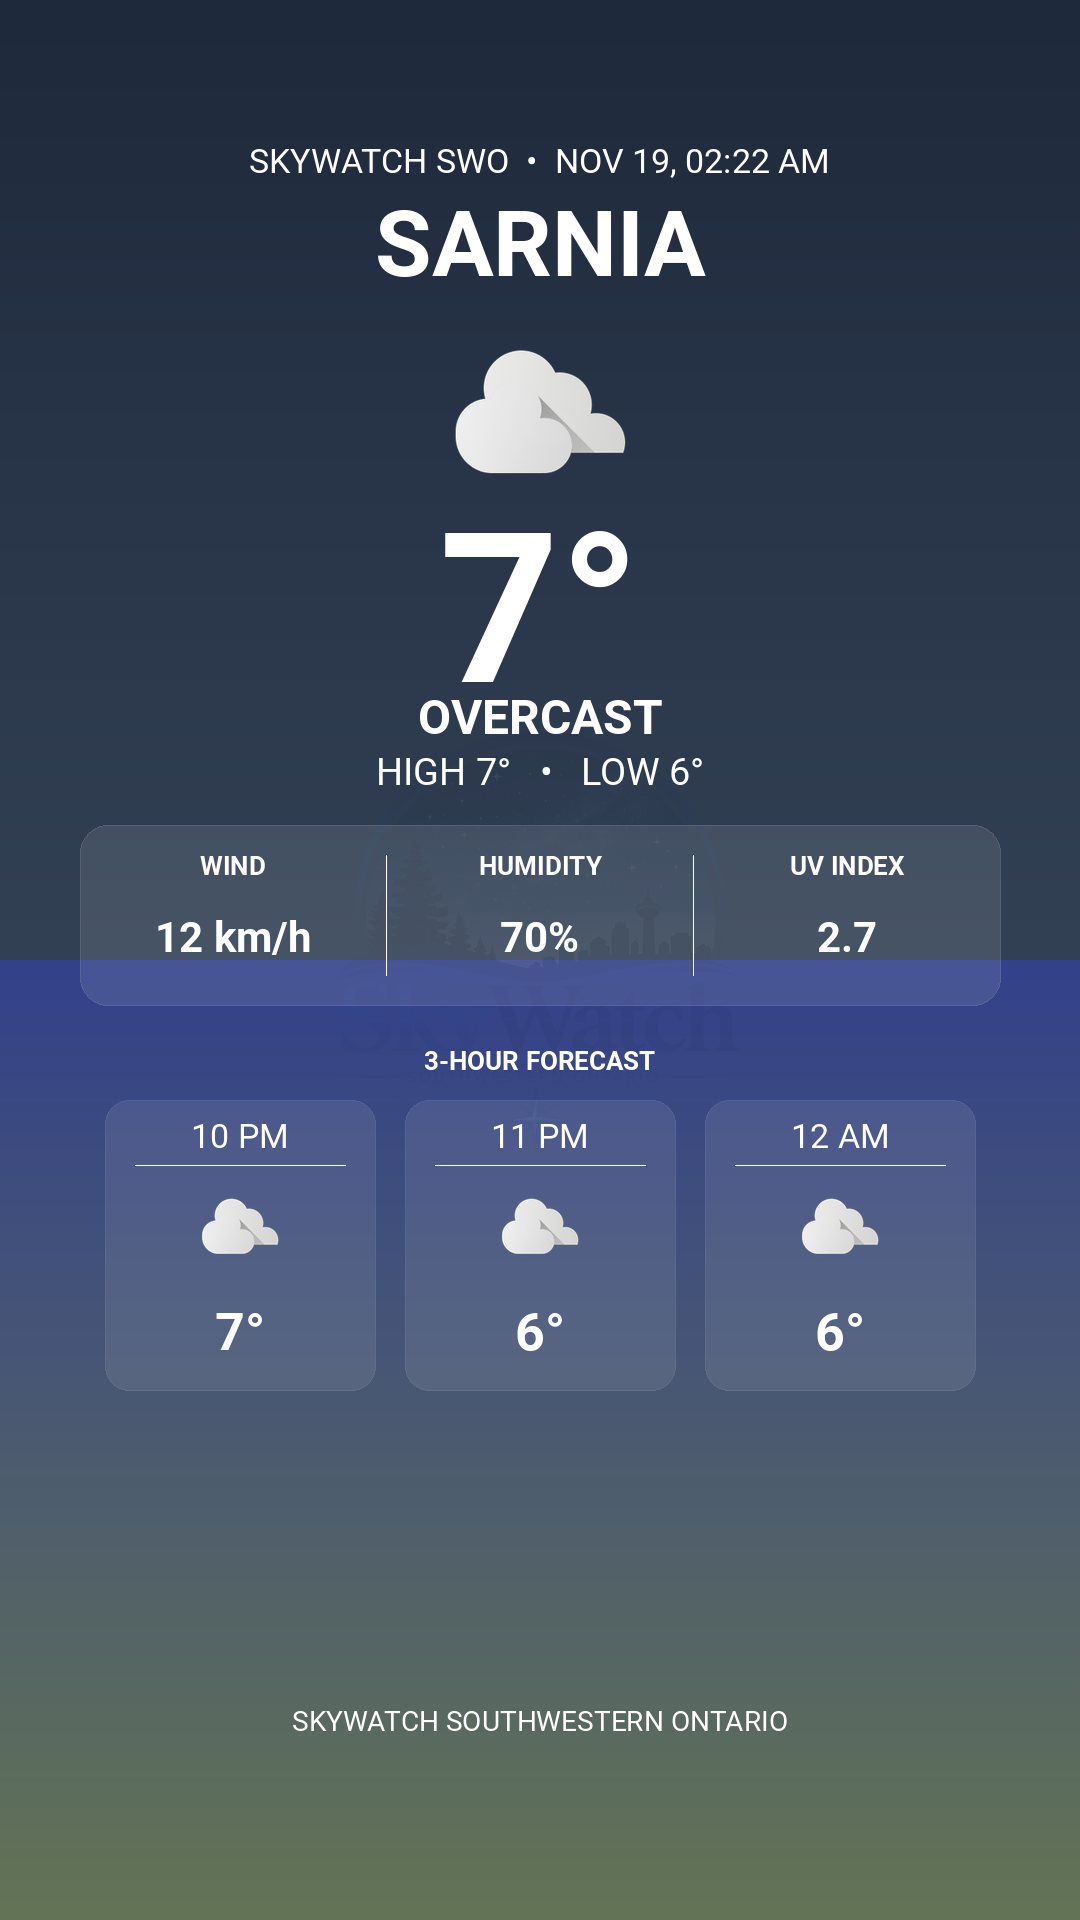 SKYWATCH SWO • NOV 19, 02:22 AM
SARNIA
7°
OVERCAST
HIGH 7° • LOW 6°
WIND HUMIDITY UV INDEX
12 km/h 70% 2.7
SkyWatch
3-HOUR FORECAST
10 PM 11 PM 12 AM
7° 6° 6°
SKYWATCH SOUTHWESTERN ONTARIO